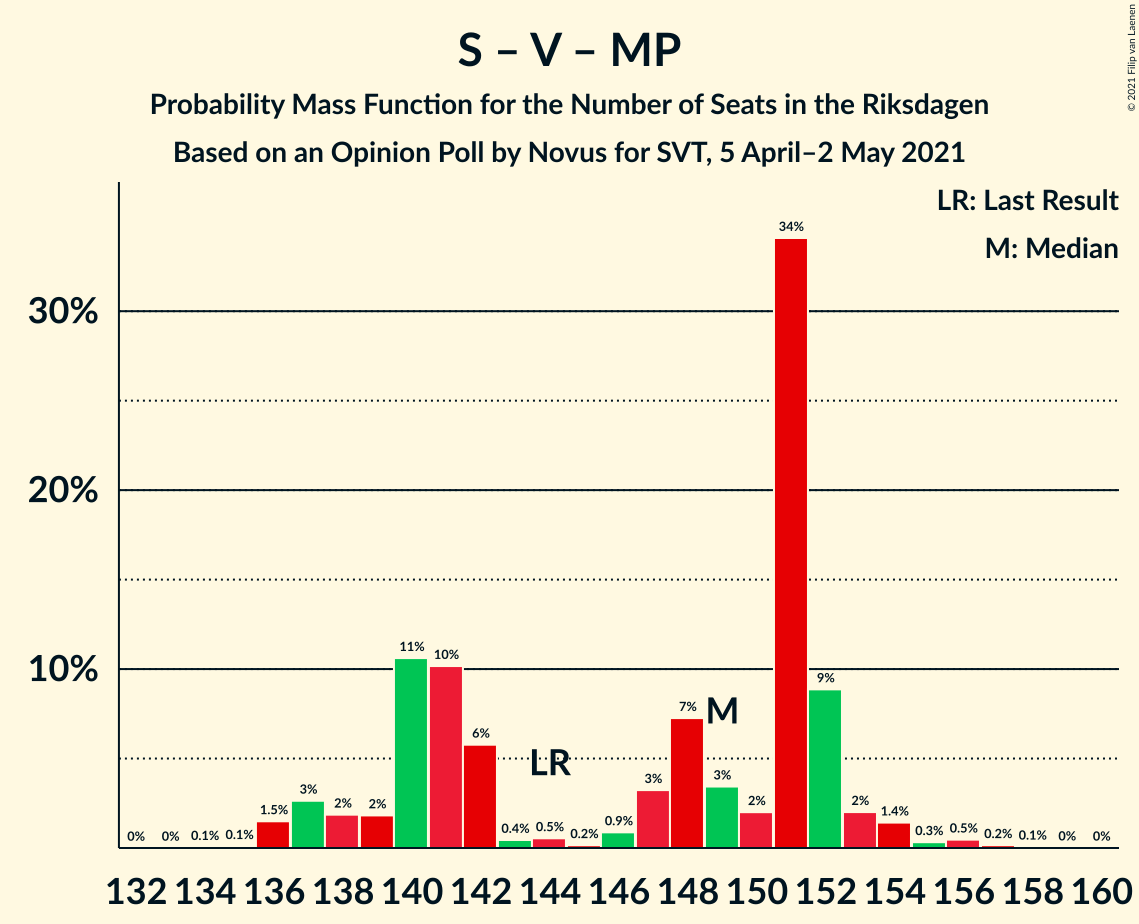 S – V – MP
Probability Mass Function for the Number of Seats in the Riksdagen
Based on an Opinion Poll by Novus for SVT, 5 April–2 May 2021
© 2021 Filip van Laenen
LR: Last Result
M: Median
30%
20%
10%
0% 0% 0.1% 0.1% 1.5% 3% 2% 2% 11% 10% 6% 0.4% 0.5% 0.2% 0.9% 3% 7% 3% 2% 34% 9% 2% 1.4% 0.3% 0.5% 0.2% 0.1% 0% 0%
LR
M
132 134 136 138 140 142 144 146 148 150 152 154 156 158 160